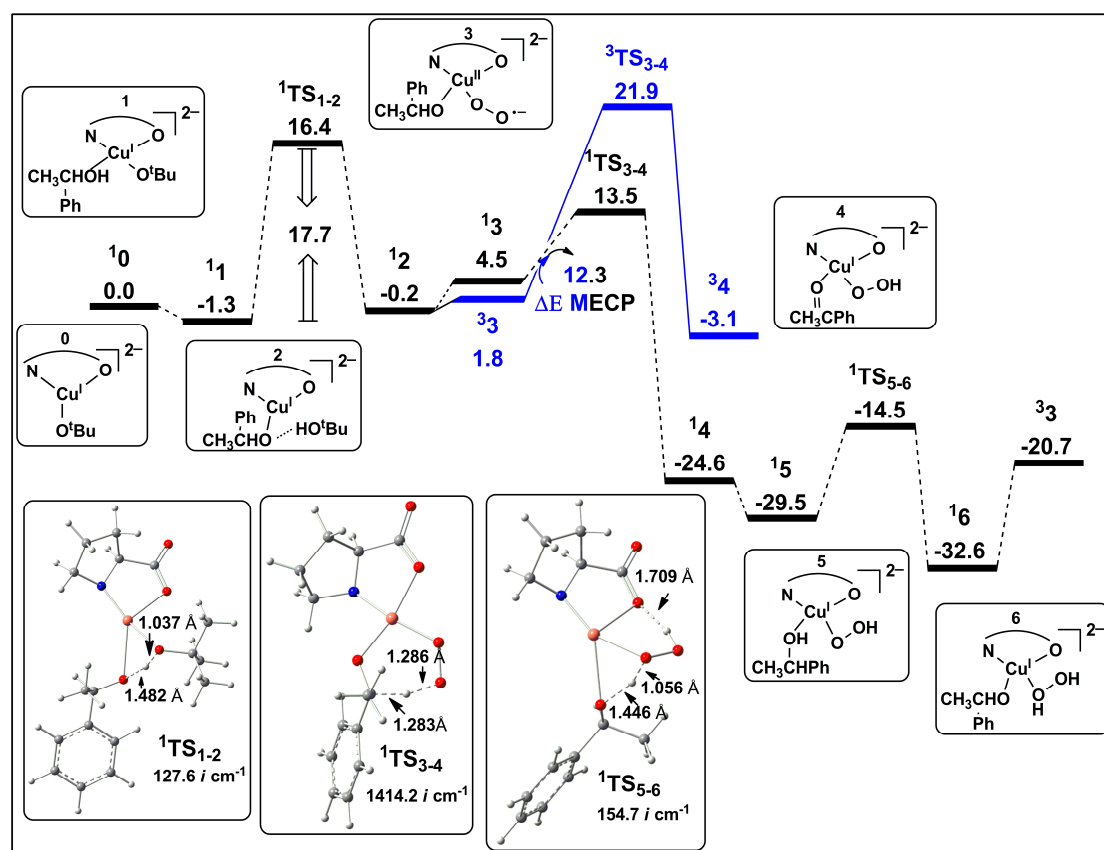 3
N O 2–
Ph Cu^II
CH₃CHO O O •–
1
N O 2–
Cu^I
CH₃CHOH OᵗBu
Ph
¹TS₁₋₂
16.4
17.7
³TS₃₋₄
21.9
¹TS₃₋₄
13.5
4
N O 2–
Cu^I
O O OH
CH₃CPh
¹0
0.0
¹1
-1.3
¹2
-0.2
¹3
4.5
12.3
ΔE MECP
³3
1.8
³4
-3.1
0
N O 2–
Cu^I
OᵗBu
2
N O 2–
Cu^I
Ph
CH₃CHO HOᵗBu
¹4
-24.6
¹5
-29.5
¹TS₅₋₆
-14.5
¹6
-32.6
³3
-20.7
5
N O 2–
Cu^I
OH O OH
CH₃CHPh
6
N O 2–
Cu^I
CH₃CHO O OH
Ph H
1.037 Å
1.482 Å
¹TS₁₋₂
127.6 i cm⁻¹
1.286 Å
1.283Å
¹TS₃₋₄
1414.2 i cm⁻¹
1.709 Å
1.056 Å
1.446 Å
¹TS₅₋₆
154.7 i cm⁻¹